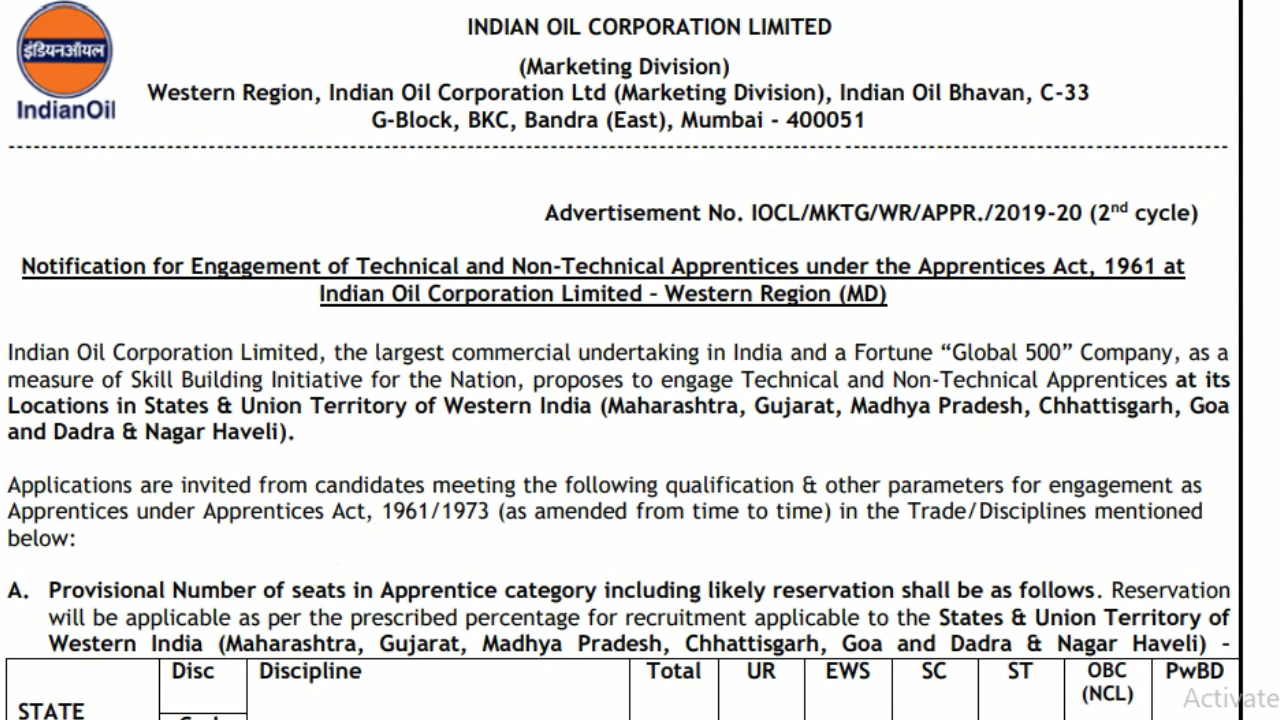 इंडियनऑयल
IndianOil
INDIAN OIL CORPORATION LIMITED
(Marketing Division)
Western Region, Indian Oil Corporation Ltd (Marketing Division), Indian Oil Bhavan, C-33
G-Block, BKC, Bandra (East), Mumbai - 400051
Advertisement No. IOCL/MKTG/WR/APPR./2019-20 (2nd cycle)
Notification for Engagement of Technical and Non-Technical Apprentices under the Apprentices Act, 1961 at
Indian Oil Corporation Limited – Western Region (MD)
Indian Oil Corporation Limited, the largest commercial undertaking in India and a Fortune “Global 500” Company, as a
measure of Skill Building Initiative for the Nation, proposes to engage Technical and Non-Technical Apprentices at its
Locations in States & Union Territory of Western India (Maharashtra, Gujarat, Madhya Pradesh, Chhattisgarh, Goa
and Dadra & Nagar Haveli).
Applications are invited from candidates meeting the following qualification & other parameters for engagement as
Apprentices under Apprentices Act, 1961/1973 (as amended from time to time) in the Trade/Disciplines mentioned
below:
A. Provisional Number of seats in Apprentice category including likely reservation shall be as follows. Reservation
will be applicable as per the prescribed percentage for recruitment applicable to the States & Union Territory of
Western India (Maharashtra, Gujarat, Madhya Pradesh, Chhattisgarh, Goa and Dadra & Nagar Haveli) –
Disc Discipline Total UR EWS SC ST OBC PwBD
(NCL)
STATE
Activate